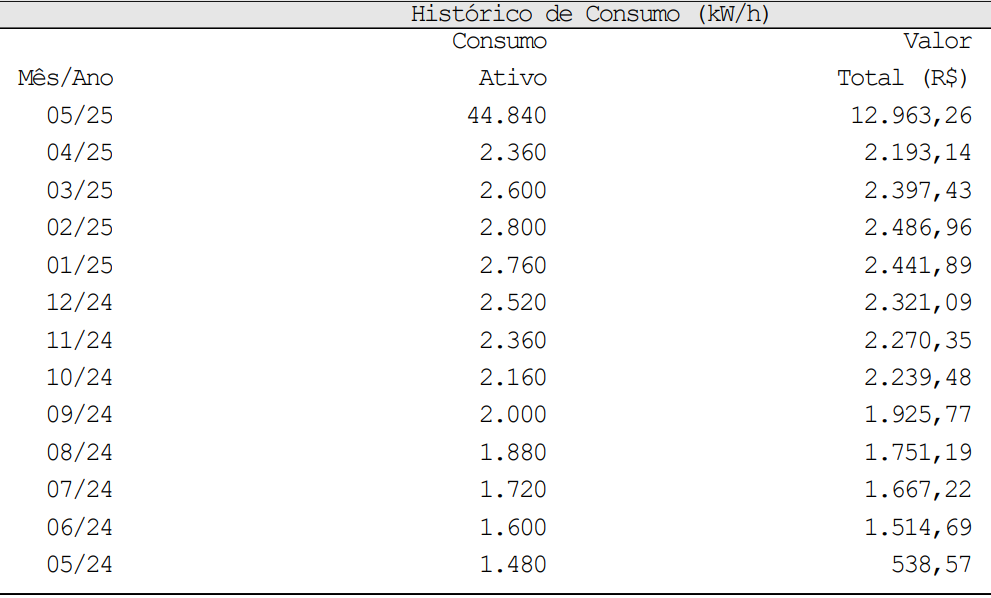 Histórico de Consumo (kW/h)
Consumo Valor
Mês/Ano Ativo Total (R$)
05/25 44.840 12.963,26
04/25 2.360 2.193,14
03/25 2.600 2.397,43
02/25 2.800 2.486,96
01/25 2.760 2.441,89
12/24 2.520 2.321,09
11/24 2.360 2.270,35
10/24 2.160 2.239,48
09/24 2.000 1.925,77
08/24 1.880 1.751,19
07/24 1.720 1.667,22
06/24 1.600 1.514,69
05/24 1.480 538,57